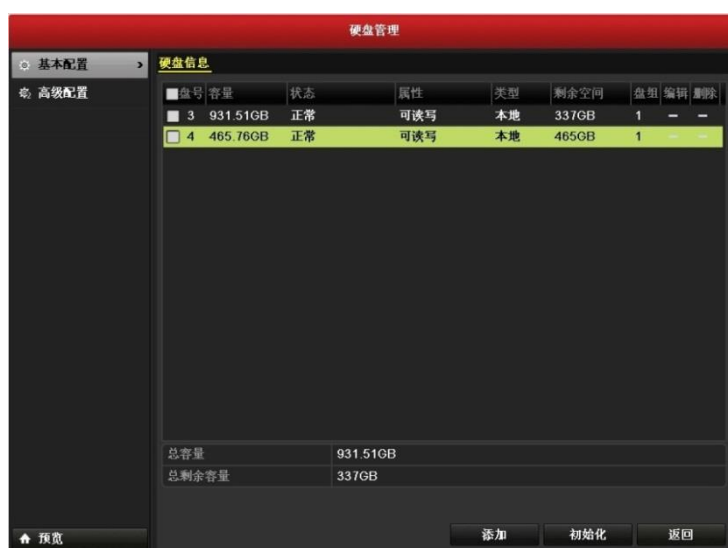 硬盘管理
基本配置 ›
高级配置
硬盘信息
盘号 容量 状态 属性 类型 剩余空间 盘组 编辑 删除
3 931.51GB 正常 可读写 本地 337GB 1 — —
4 465.76GB 正常 可读写 本地 465GB 1 — —
总容量 931.51GB
总剩余容量 337GB
预览 添加 初始化 返回